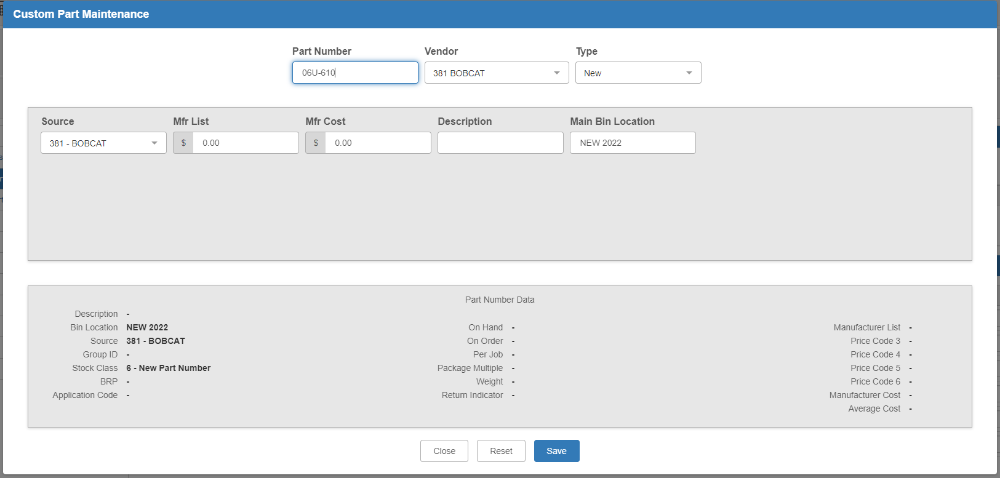 Custom Part Maintenance
Part Number Vendor Type
06U-610 381 BOBCAT New
Source Mfr List Mfr Cost Description Main Bin Location
381 - BOBCAT $ 0.00 $ 0.00 NEW 2022
Part Number Data
Description -
Bin Location NEW 2022 On Hand - Manufacturer List -
Source 381 - BOBCAT On Order - Price Code 3 -
Group ID - Per Job - Price Code 4 -
Stock Class 6 - New Part Number Package Multiple - Price Code 5 -
BRP - Weight - Price Code 6 -
Application Code - Return Indicator - Manufacturer Cost -
Average Cost -
Close Reset Save